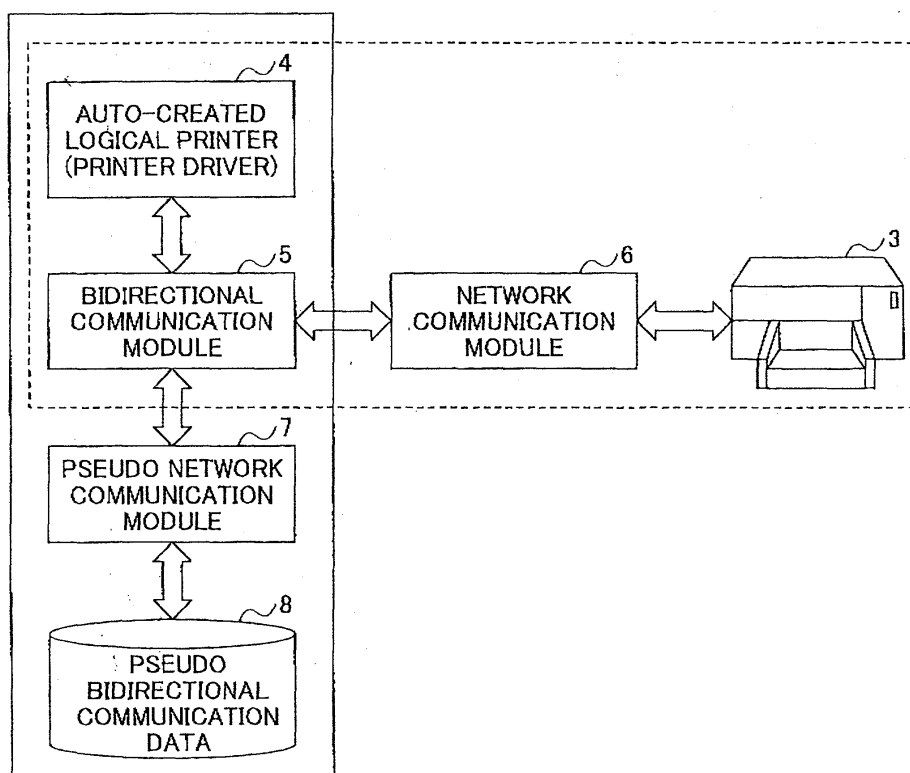 4
AUTO-CREATED
LOGICAL PRINTER
(PRINTER DRIVER)
5
BIDIRECTIONAL
COMMUNICATION
MODULE
6
NETWORK
COMMUNICATION
MODULE
3
7
PSEUDO NETWORK
COMMUNICATION
MODULE
8
PSEUDO
BIDIRECTIONAL
COMMUNICATION
DATA